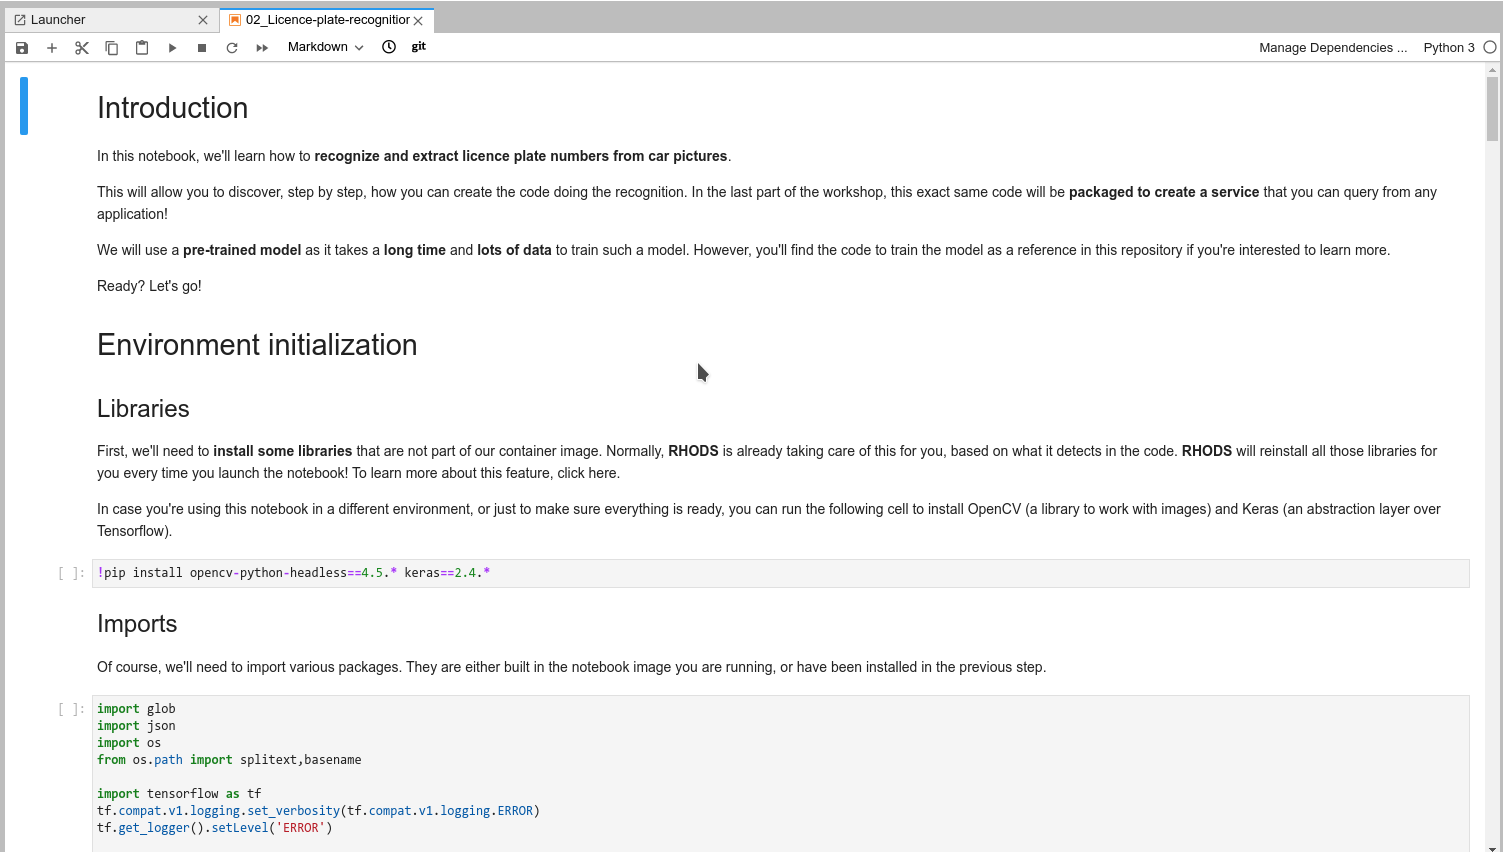 Launcher
02_Licence-plate-recognition
Markdown
git
Manage Dependencies ...
Python 3
Introduction
In this notebook, we'll learn how to recognize and extract licence plate numbers from car pictures.
This will allow you to discover, step by step, how you can create the code doing the recognition. In the last part of the workshop, this exact same code will be packaged to create a service that you can query from any
application!
We will use a pre-trained model as it takes a long time and lots of data to train such a model. However, you'll find the code to train the model as a reference in this repository if you're interested to learn more.
Ready? Let's go!
Environment initialization
Libraries
First, we'll need to install some libraries that are not part of our container image. Normally, RHODS is already taking care of this for you, based on what it detects in the code. RHODS will reinstall all those libraries for
you every time you launch the notebook! To learn more about this feature, click here.
In case you're using this notebook in a different environment, or just to make sure everything is ready, you can run the following cell to install OpenCV (a library to work with images) and Keras (an abstraction layer over
Tensorflow).
[ ]: !pip install opencv-python-headless==4.5.* keras==2.4.*
Imports
Of course, we'll need to import various packages. They are either built in the notebook image you are running, or have been installed in the previous step.
[ ]: import glob
import json
import os
from os.path import splitext,basename
import tensorflow as tf
tf.compat.v1.logging.set_verbosity(tf.compat.v1.logging.ERROR)
tf.get_logger().setLevel('ERROR')